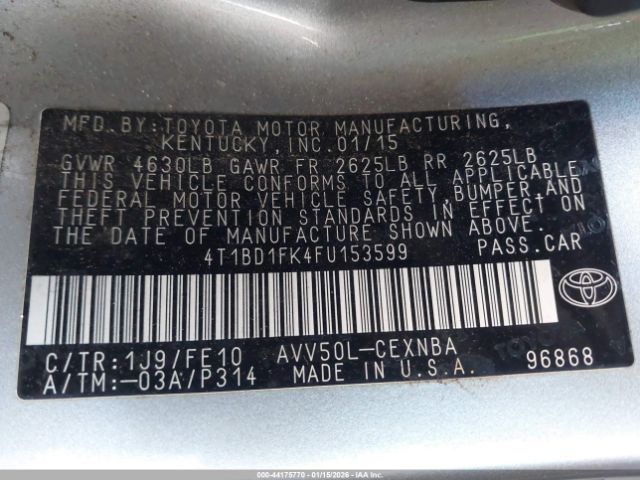 MFD. BY: TOYOTA MOTOR MANUFACTURING,
KENTUCKY, INC. 01/15
GVWR 4630LB GAWR FR 2625LB RR 2625LB
THIS VEHICLE CONFORMS TO ALL APPLICABLE
FEDERAL MOTOR VEHICLE SAFETY, BUMPER AND
THEFT PREVENTION STANDARDS IN EFFECT ON
THE DATE OF MANUFACTURE SHOWN ABOVE.
4T1BD1FK4FU153599 PASS. CAR
C/TR: 1J9/FE10 AVV50L-CEXNBA
A/TM: -03A/P314 MADE IN U.S.A. 96868
000-44175770 - 01/15/2026 - IAAI.com